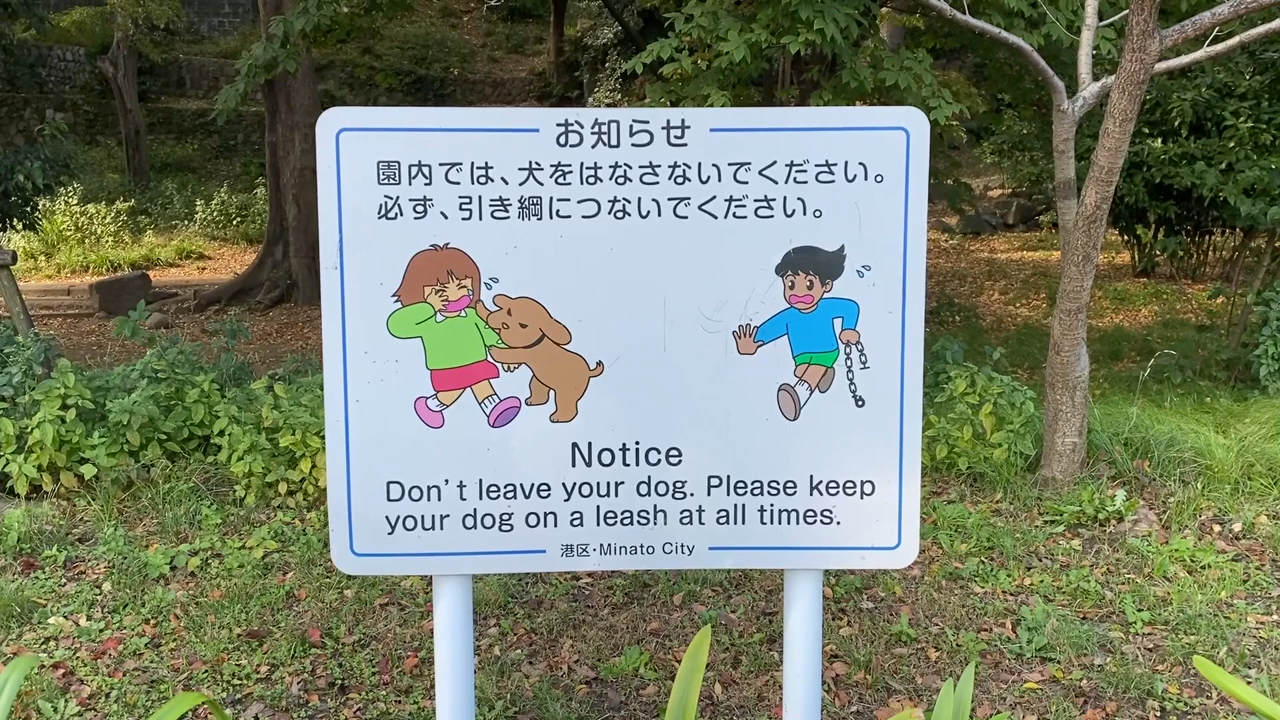 お知らせ
園内では、犬をはなさないでください。
必ず、引き綱につないでください。
Notice
Don't leave your dog. Please keep
your dog on a leash at all times.
港区・Minato City